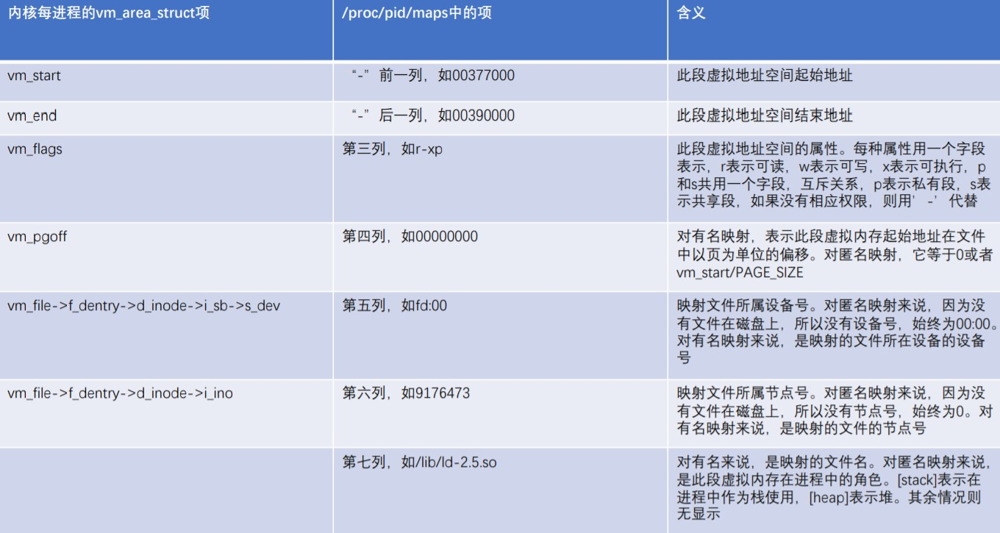 内核每进程的vm_area_struct项
/proc/pid/maps中的项
含义
vm_start
“-”前一列，如00377000
此段虚拟地址空间起始地址
vm_end
“-”后一列，如00390000
此段虚拟地址空间结束地址
vm_flags
第三列，如r-xp
此段虚拟地址空间的属性。每种属性用一个字段
表示，r表示可读，w表示可写，x表示可执行，p
和s共用一个字段，互斥关系，p表示私有段，s表
示共享段，如果没有相应权限，则用’-’代替
vm_pgoff
第四列，如00000000
对有名映射，表示此段虚拟内存起始地址在文件
中以页为单位的偏移。对匿名映射，它等于0或者
vm_start/PAGE_SIZE
vm_file->f_dentry->d_inode->i_sb->s_dev
第五列，如fd:00
映射文件所属设备号。对匿名映射来说，因为没
有文件在磁盘上，所以没有设备号，始终为00:00。
对有名映射来说，是映射的文件所在设备的设备
号
vm_file->f_dentry->d_inode->i_ino
第六列，如9176473
映射文件所属节点号。对匿名映射来说，因为没
有文件在磁盘上，所以没有节点号，始终为0。对
有名映射来说，是映射的文件的节点号
第七列，如/lib/ld-2.5.so
对有名来说，是映射的文件名。对匿名映射来说，
是此段虚拟内存在进程中的角色。[stack]表示在
进程中作为栈使用，[heap]表示堆。其余情况则
无显示